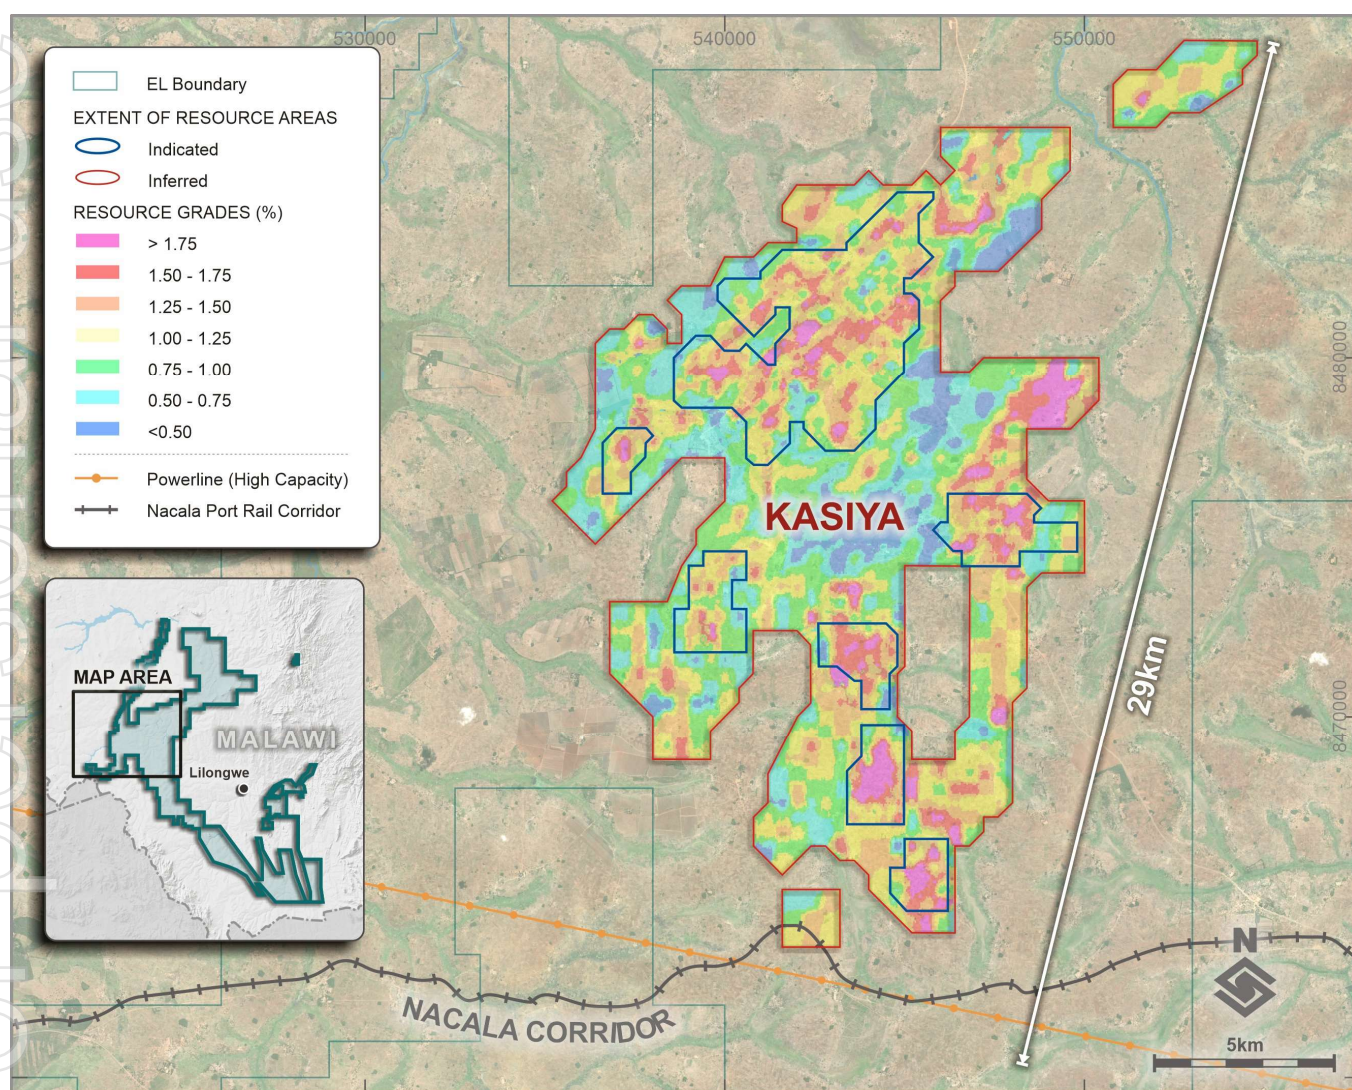 530000
540000
550000
EL Boundary
EXTENT OF RESOURCE AREAS
Indicated
Inferred
RESOURCE GRADES (%)
> 1.75
1.50 - 1.75
1.25 - 1.50
1.00 - 1.25
0.75 - 1.00
0.50 - 0.75
<0.50
Powerline (High Capacity)
Nacala Port Rail Corridor
8480000
KASIYA
29km
8470000
MAP AREA
MALAWI
Lilongwe
NACALA CORRIDOR
N
5km